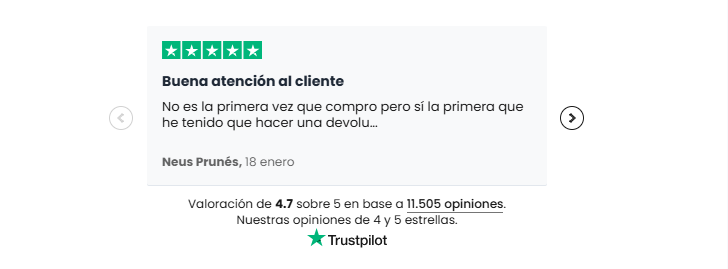 Buena atención al cliente
No es la primera vez que compro pero sí la primera que
he tenido que hacer una devolu...
Neus Prunés, 18 enero
Valoración de 4.7 sobre 5 en base a 11.505 opiniones.
Nuestras opiniones de 4 y 5 estrellas.
Trustpilot